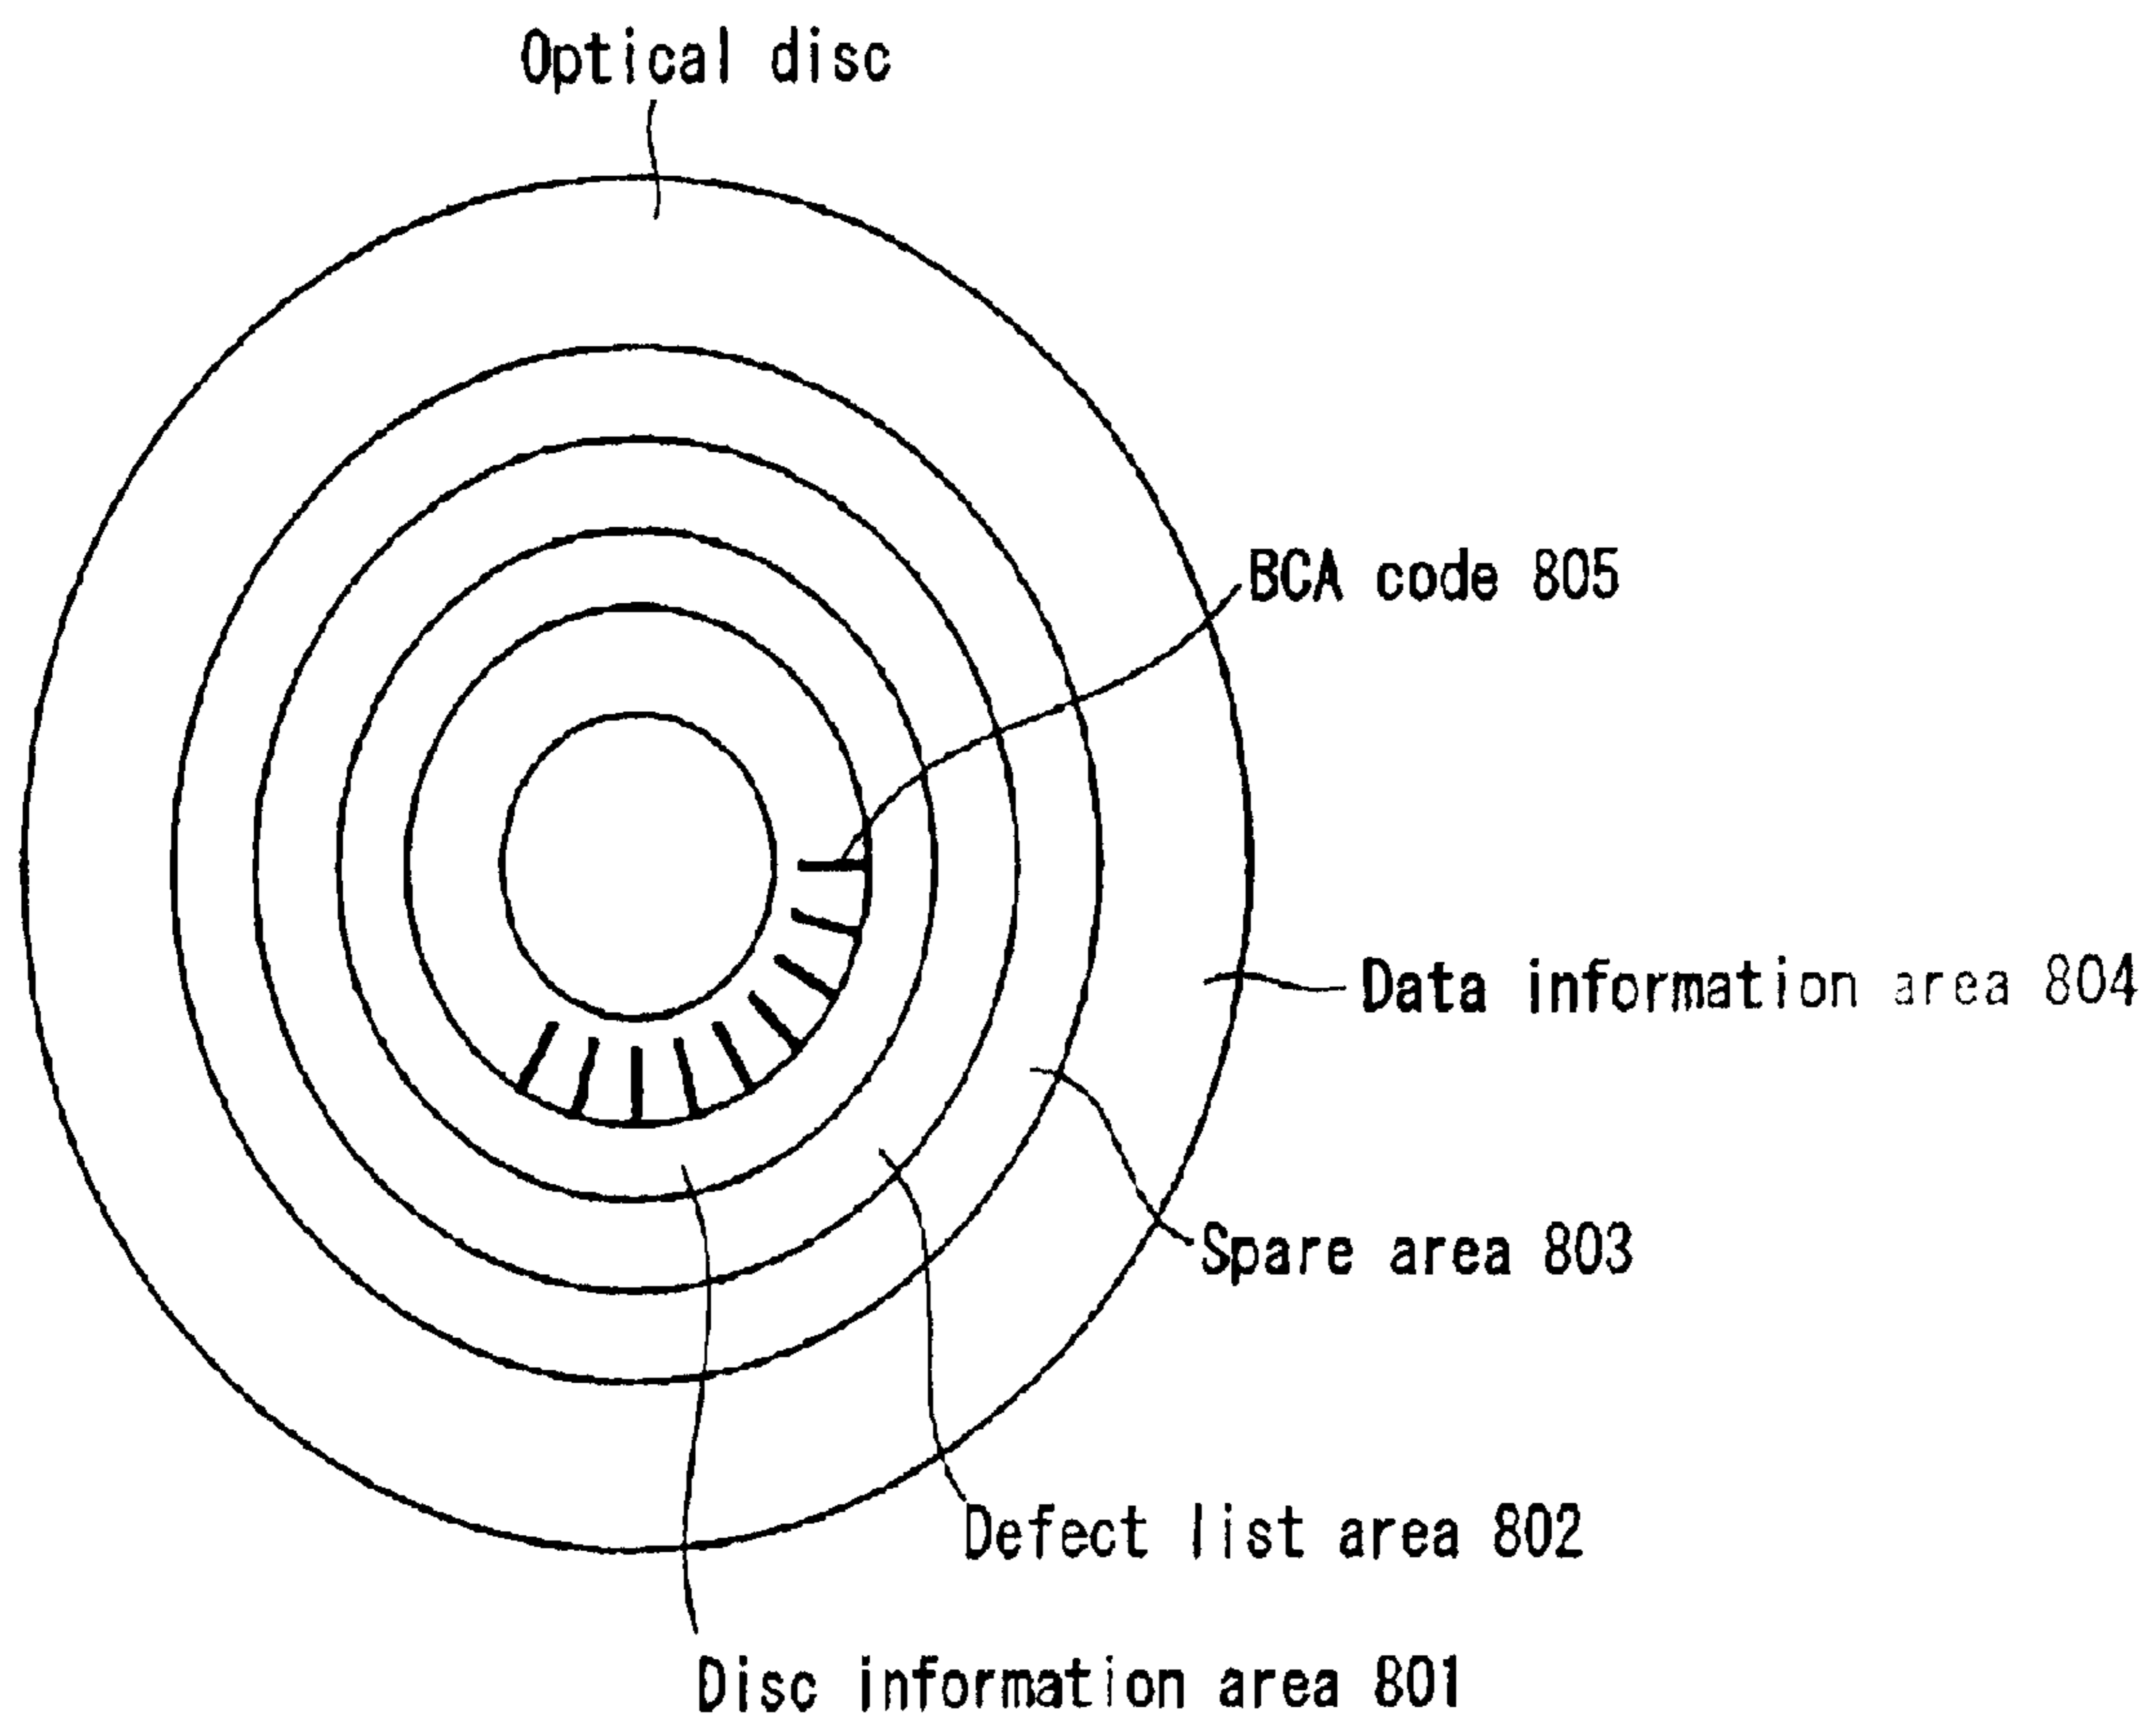 Optical disc
BCA code 805
Data information area 804
Spare area 803
Defect list area 802
Disc information area 801